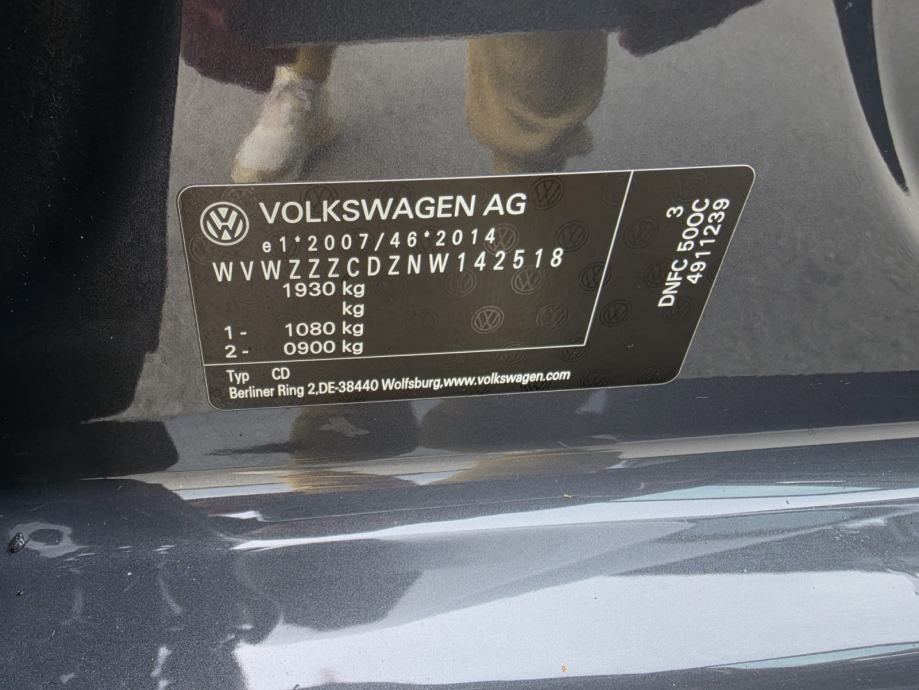 VOLKSWAGEN AG
e1*2007/46*2014
WVWZZZCDZNW142518
1930 kg
kg
1- 1080 kg
2- 0900 kg
Typ CD
Berliner Ring 2,DE-38440 Wolfsburg,www.volkswagen.com
3
DNFC 500C
4911239